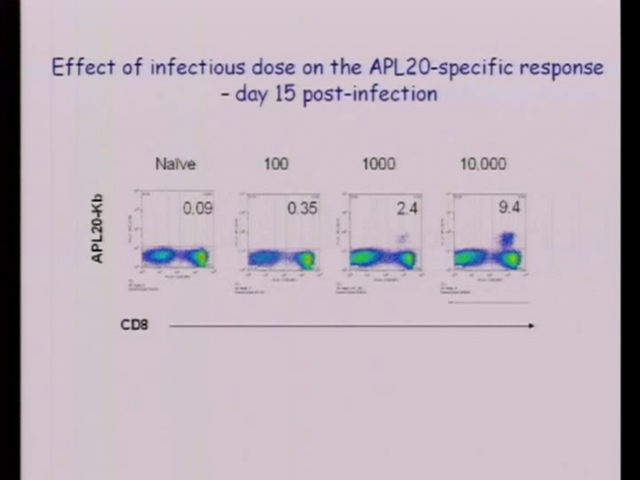 Effect of infectious dose on the APL20-specific response
– day 15 post-infection
Naïve 100 1000 10,000
APL20-Kb
0.09 0.35 2.4 9.4
CD8